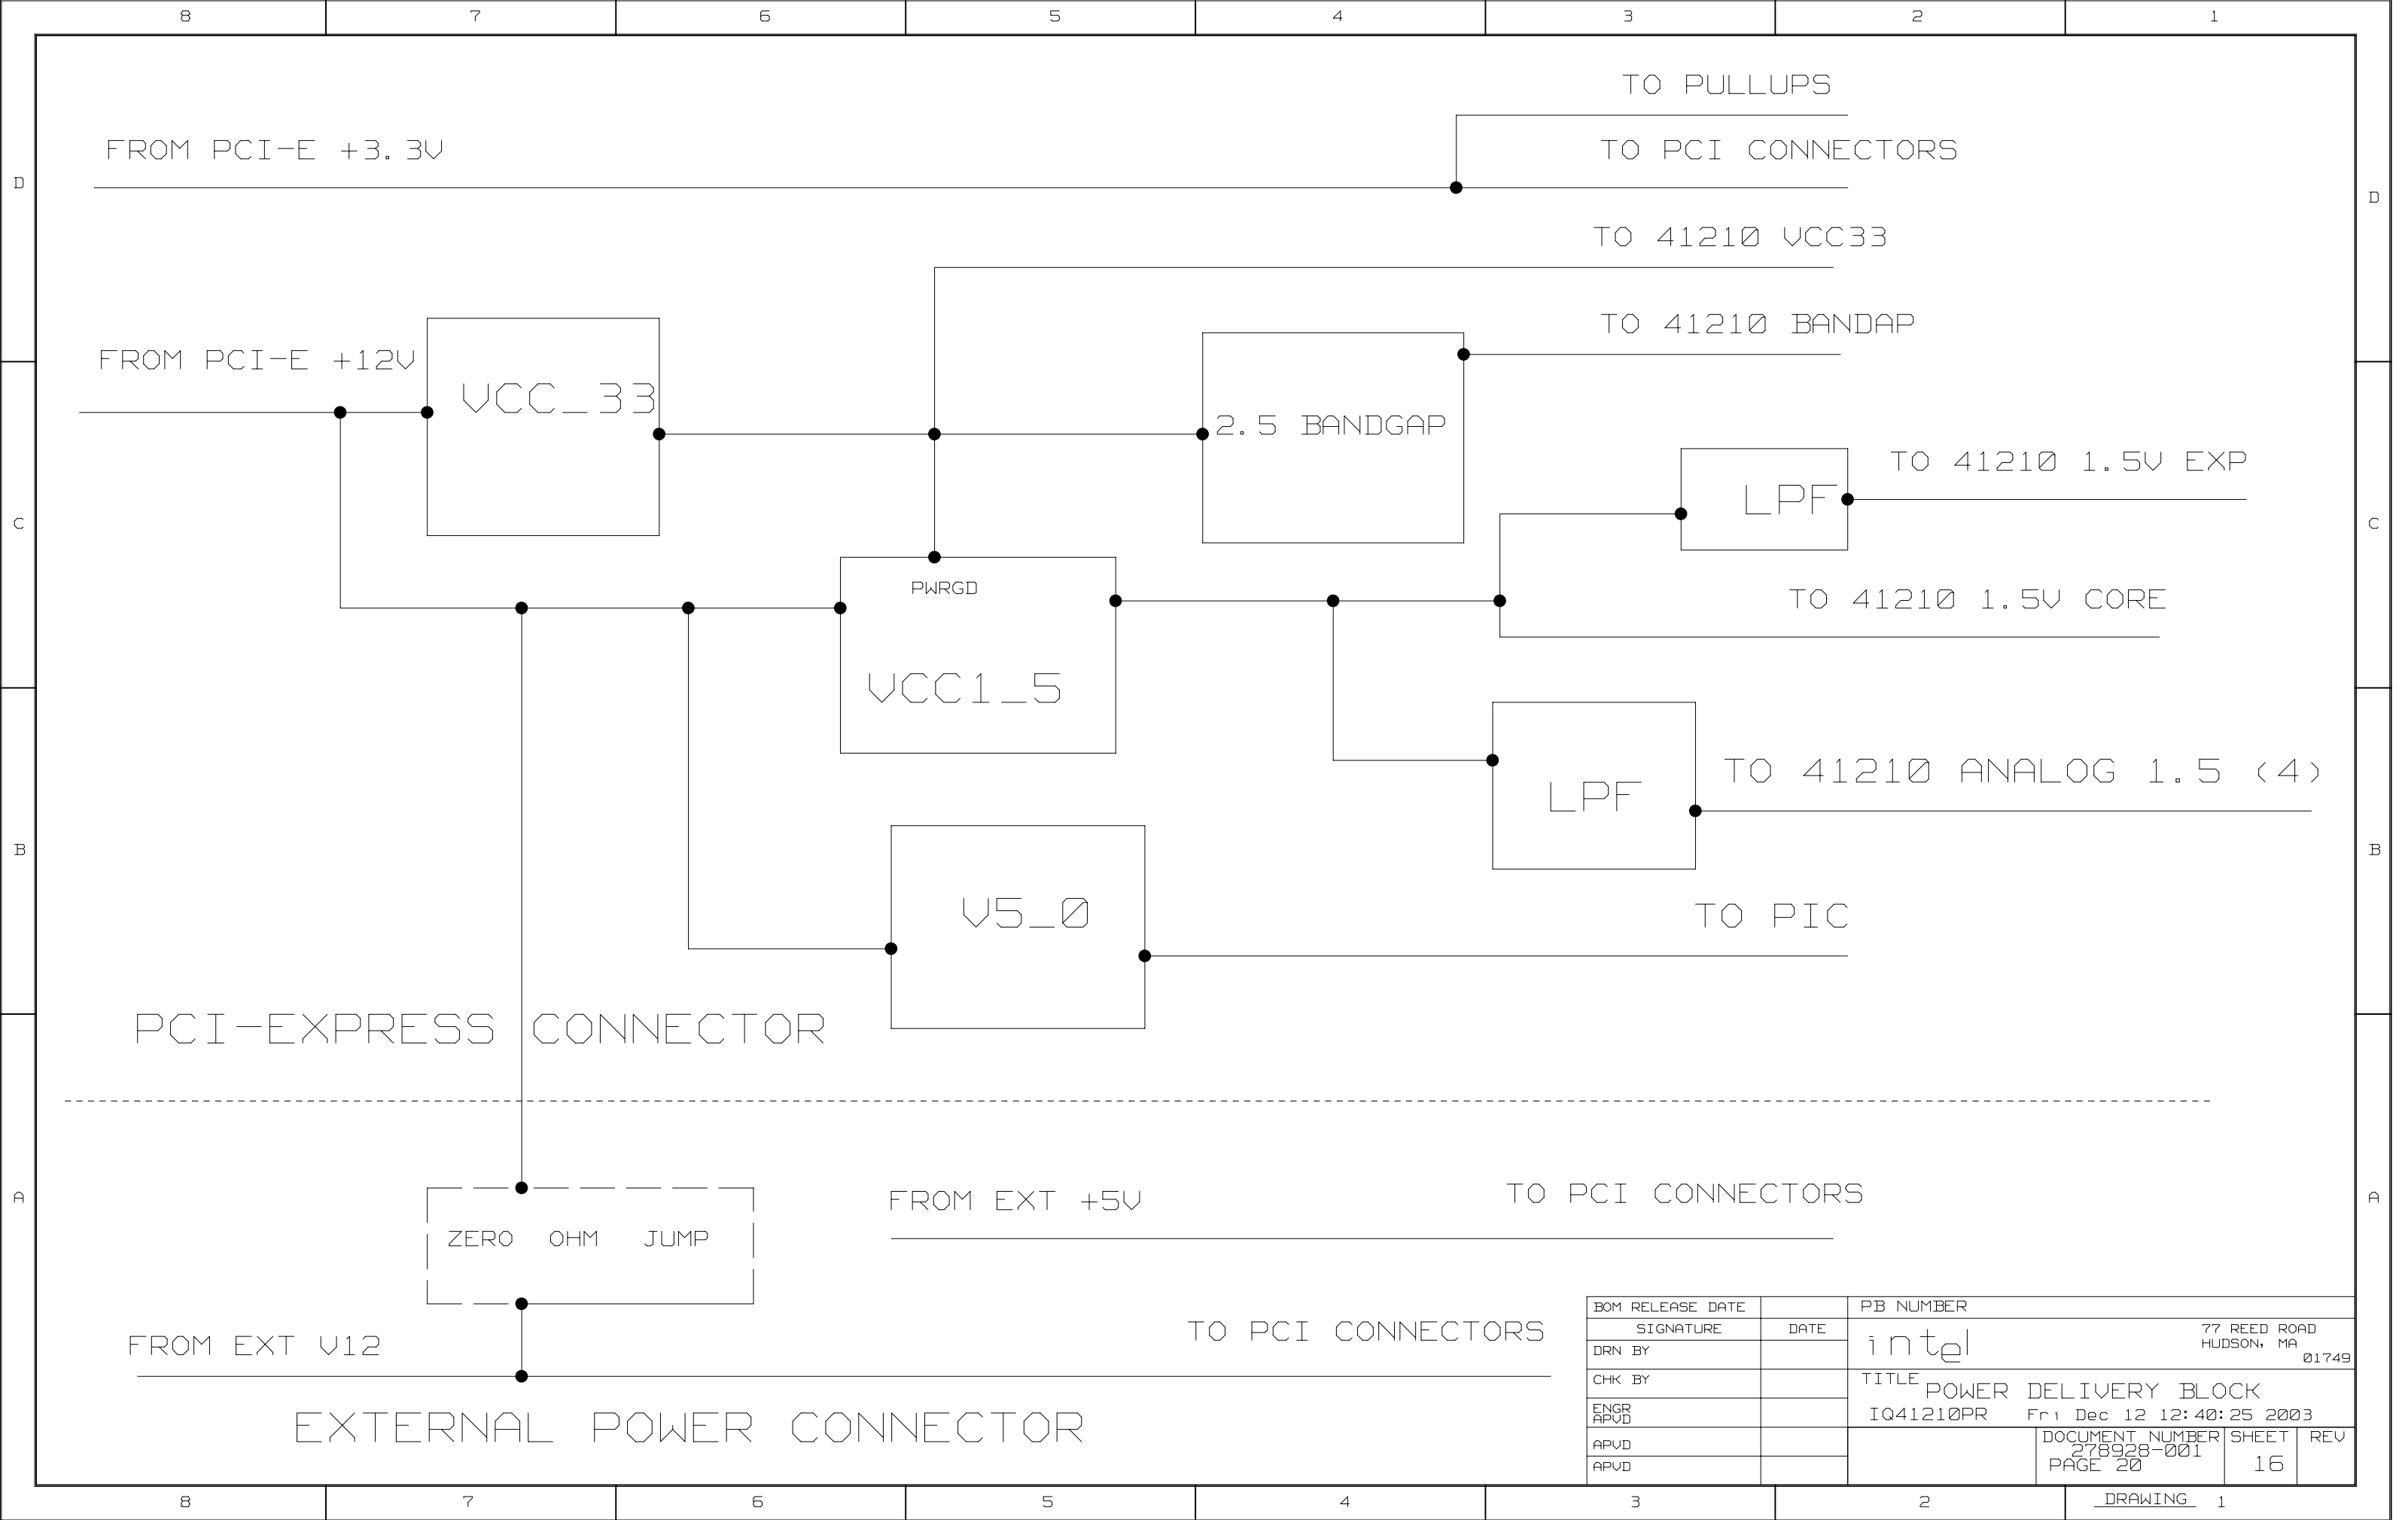 8 7 6 5 4 3 2 1
TO PULLUPS
FROM PCI-E +3.3V
TO PCI CONNECTORS
D D
TO 41210 VCC33
TO 41210 BANDAP
FROM PCI-E +12V
VCC_33
2.5 BANDGAP
TO 41210 1.5V EXP
LPF
C C
PWRGD
TO 41210 1.5V CORE
VCC1_5
TO 41210 ANALOG 1.5 (4)
LPF
B B
V5_0
TO PIC
PCI-EXPRESS CONNECTOR
A A
FROM EXT +5V
TO PCI CONNECTORS
ZERO OHM JUMP
FROM EXT V12
TO PCI CONNECTORS
EXTERNAL POWER CONNECTOR
BOM RELEASE DATE
PB NUMBER
SIGNATURE DATE
intel
77 REED ROAD
HUDSON, MA
01749
DRN BY
CHK BY
TITLE
POWER DELIVERY BLOCK
ENGR
APVD
IQ41210PR Fri Dec 12 12:40:25 2003
APVD
APVD
DOCUMENT NUMBER
278928-001
PAGE 20
SHEET
16
REV
8 7 6 5 4 3 2
DRAWING 1